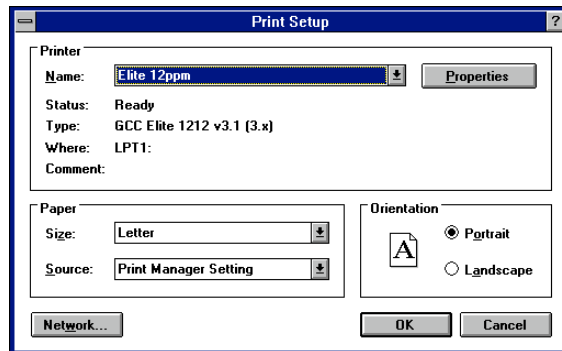 Print Setup ?
Printer
Name: Elite 12ppm Properties
Status: Ready
Type: GCC Elite 1212 v3.1 (3.x)
Where: LPT1:
Comment:
Paper
Size: Letter
Source: Print Manager Setting
Orientation
A
Portrait
Landscape
Network... OK Cancel